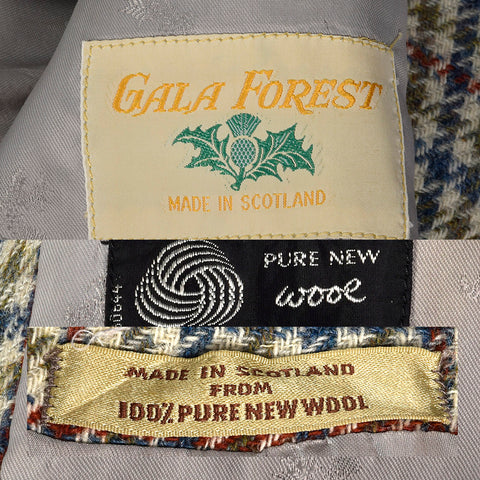 GALA FOREST
MADE IN SCOTLAND
PURE NEW
wool
MADE IN SCOTLAND
FROM
100% PURE NEW WOOL